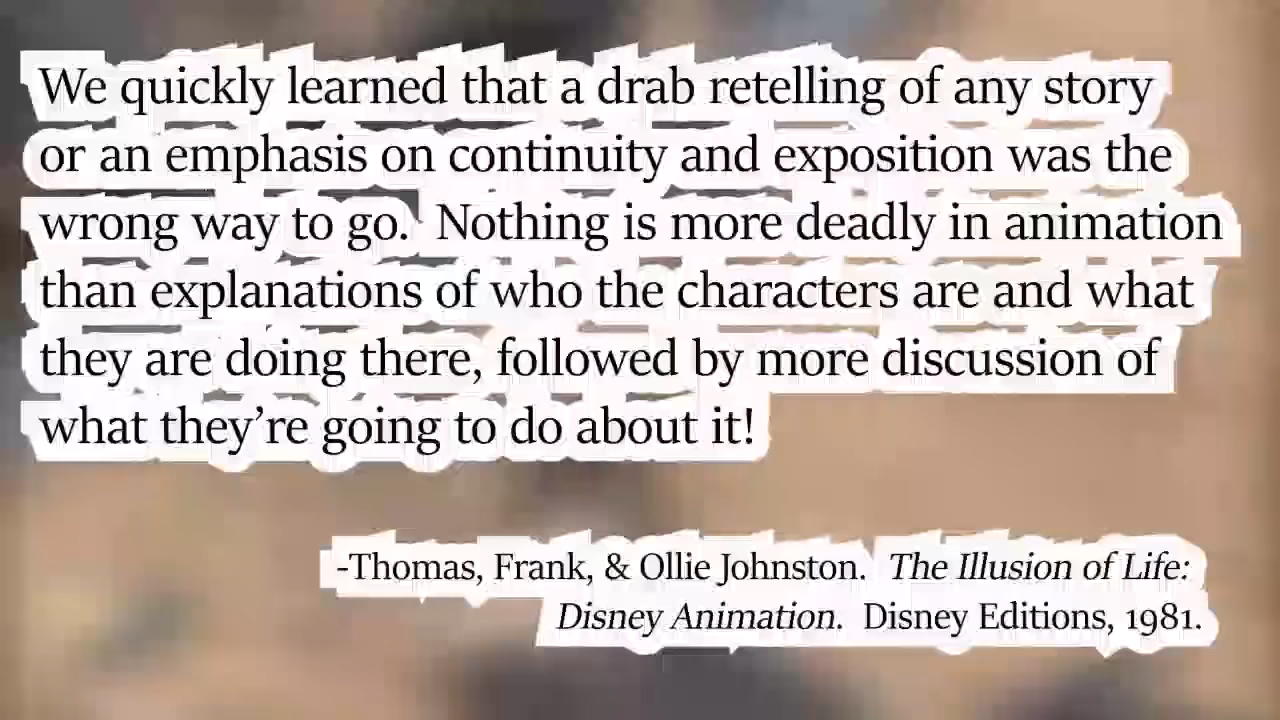 We quickly learned that a drab retelling of any story
or an emphasis on continuity and exposition was the
wrong way to go. Nothing is more deadly in animation
than explanations of who the characters are and what
they are doing there, followed by more discussion of
what they’re going to do about it!
-Thomas, Frank, & Ollie Johnston. The Illusion of Life:
Disney Animation. Disney Editions, 1981.